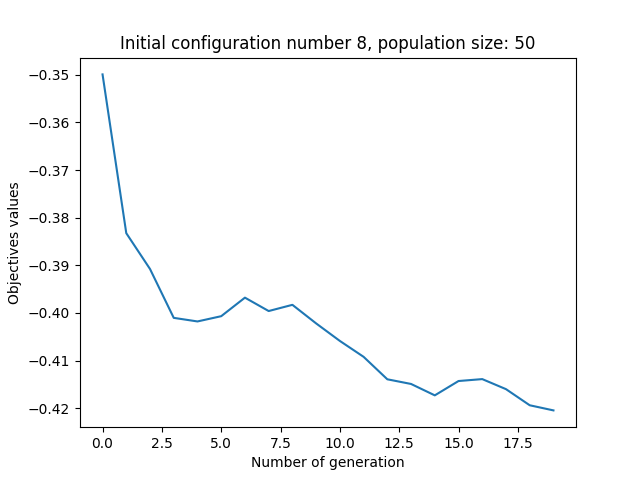 Initial configuration number 8, population size: 50
Objectives values
−0.35
−0.36
−0.37
−0.38
−0.39
−0.40
−0.41
−0.42
0.0 2.5 5.0 7.5 10.0 12.5 15.0 17.5
Number of generation